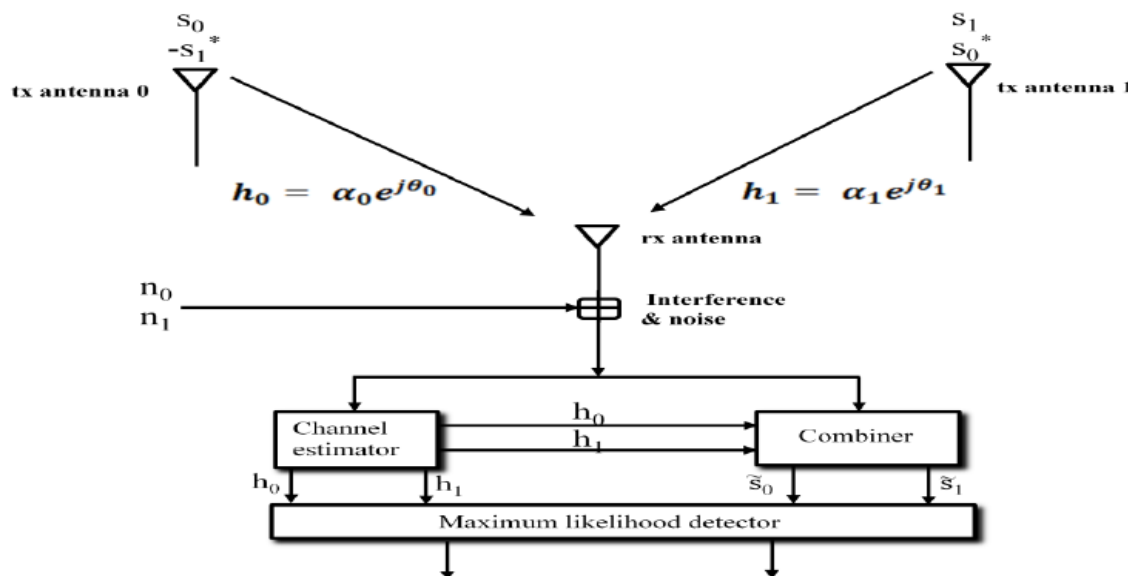 s₀
-s₁*
tx antenna 0
s₁
s₀*
tx antenna 1
h₀ = α₀e^{jθ₀}
h₁ = α₁e^{jθ₁}
rx antenna
n₀
n₁
Interference
& noise
Channel
estimator
h₀
h₁
Combiner
h₀
h₁
s̃₀
s̃₁
Maximum likelihood detector